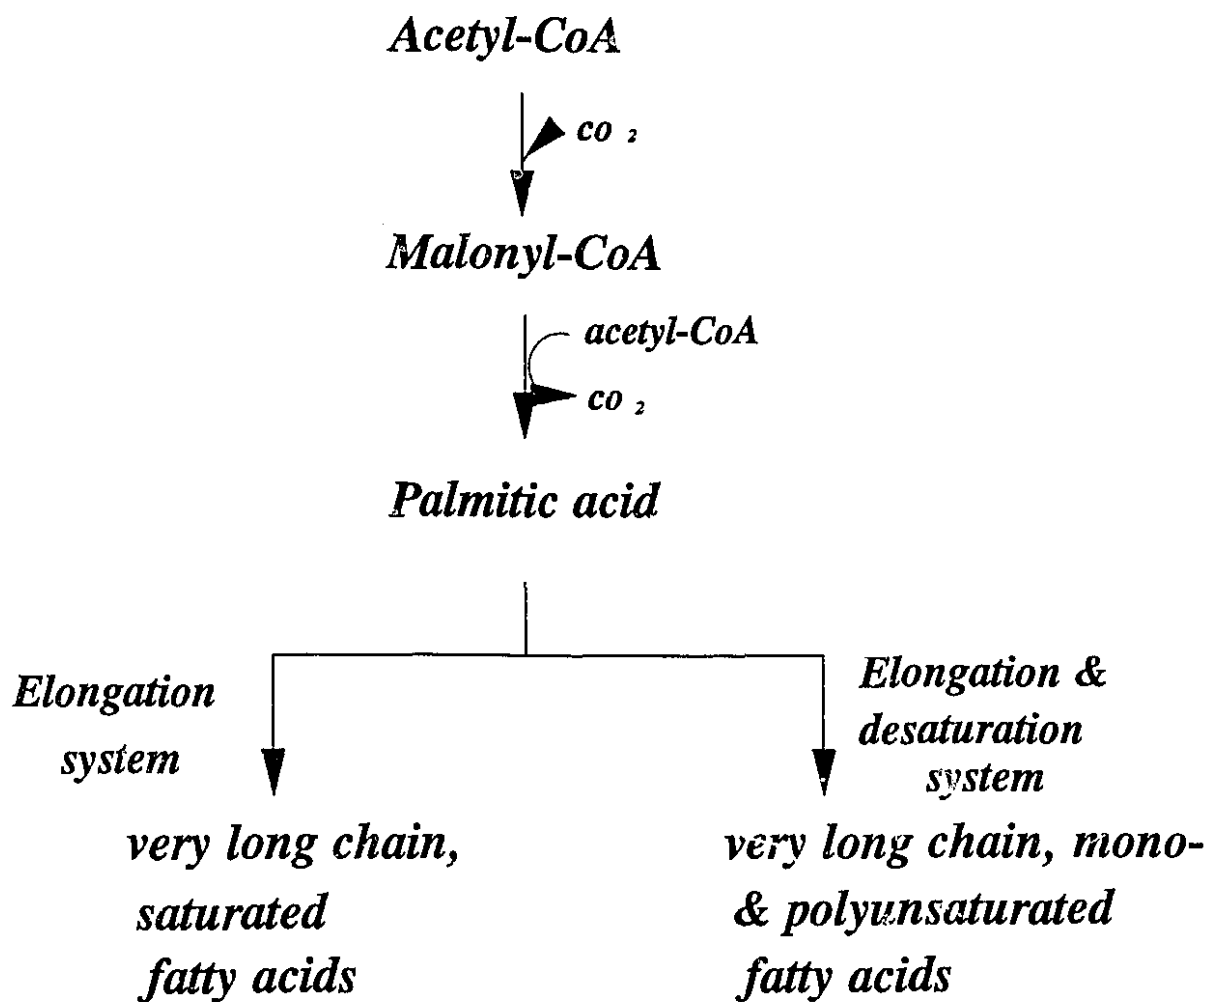 Acetyl-CoA
co 2
Malonyl-CoA
acetyl-CoA
co 2
Palmitic acid
Elongation
system
Elongation &
desaturation
system
very long chain,
saturated
fatty acids
very long chain, mono-
& polyunsaturated
fatty acids